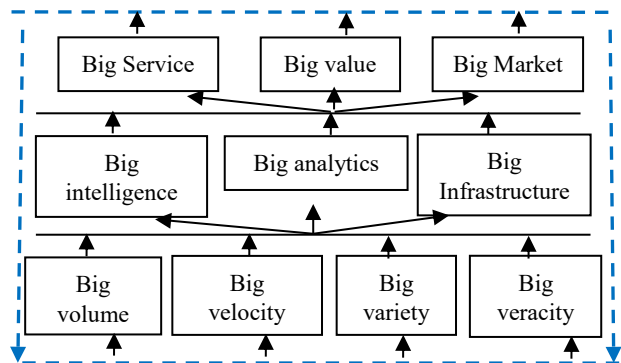 Big Service
Big value
Big Market
Big
intelligence
Big analytics
Big
Infrastructure
Big
volume
Big
velocity
Big
variety
Big
veracity